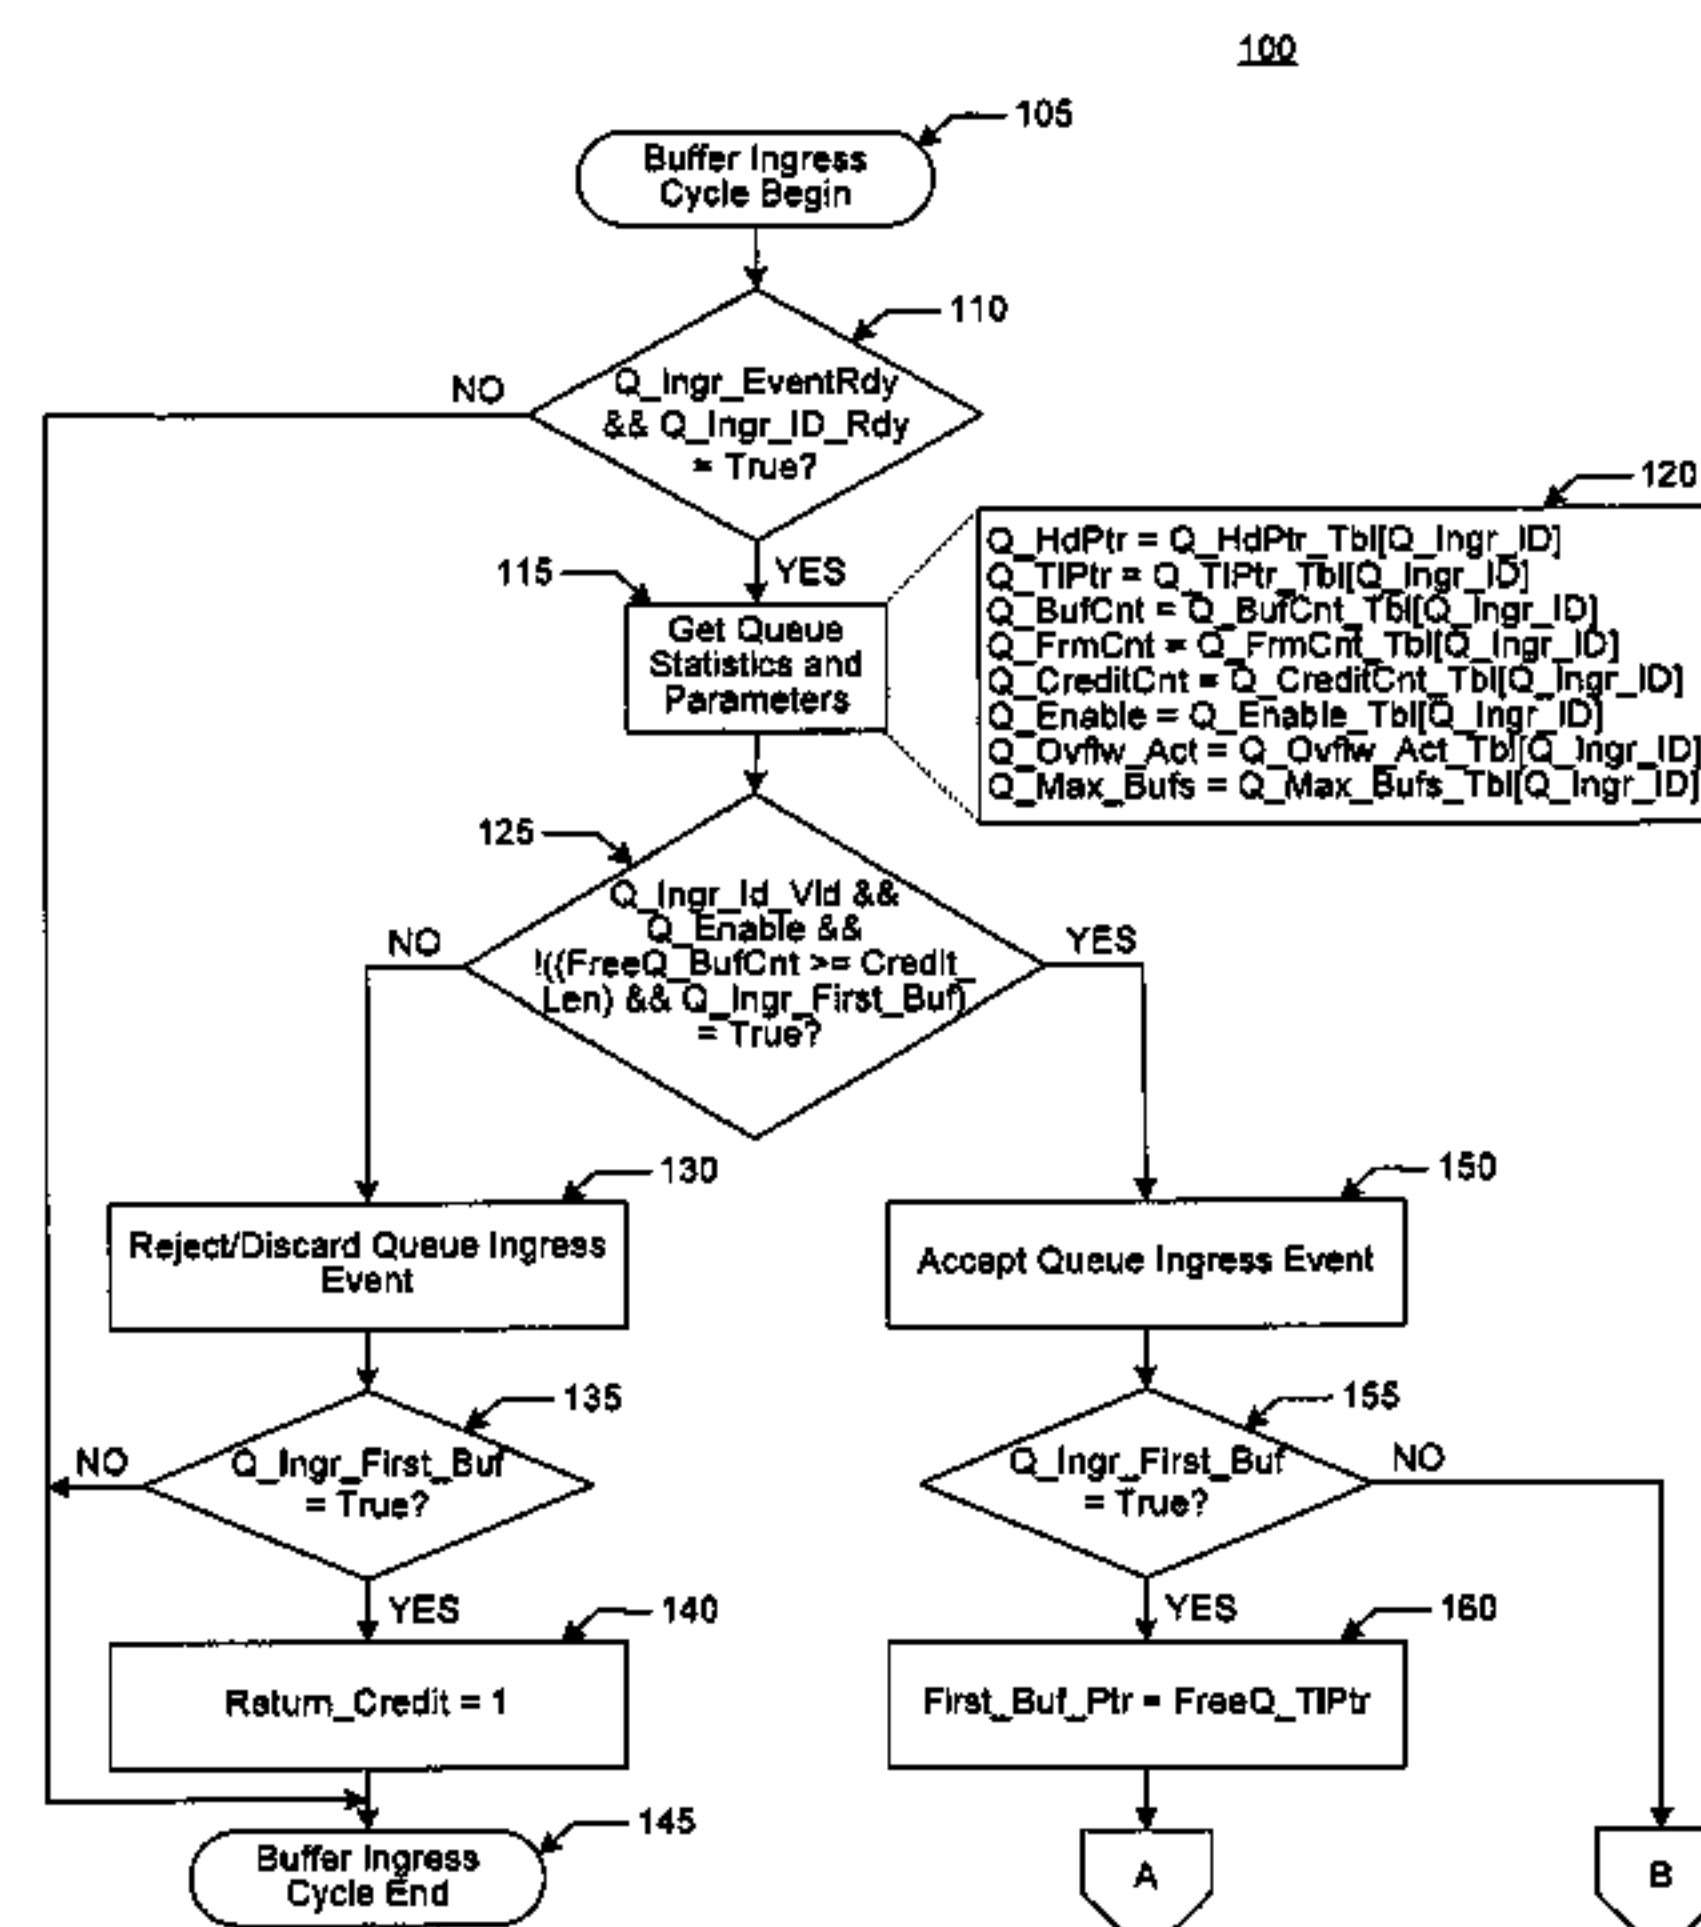 100
105
Buffer Ingress
Cycle Begin
110
NO
Q_Ingr_EventRdy
&& Q_Ingr_ID_Rdy
= True?
YES
115
Get Queue
Statistics and
Parameters
120
Q_HdPtr = Q_HdPtr_Tbl[Q_Ingr_ID]
Q_TlPtr = Q_TlPtr_Tbl[Q_Ingr_ID]
Q_BufCnt = Q_BufCnt_Tbl[Q_Ingr_ID]
Q_FrmCnt = Q_FrmCnt_Tbl[Q_Ingr_ID]
Q_CreditCnt = Q_CreditCnt_Tbl[Q_Ingr_ID]
Q_Enable = Q_Enable_Tbl[Q_Ingr_ID]
Q_Ovflw_Act = Q_Ovflw_Act_Tbl[Q_Ingr_ID]
Q_Max_Bufs = Q_Max_Bufs_Tbl[Q_Ingr_ID]
125
NO
Q_Ingr_Id_Vld &&
Q_Enable &&
!((FreeQ_BufCnt >= Credit_
Len) && Q_Ingr_First_Buf)
= True?
YES
130
Reject/Discard Queue Ingress
Event
150
Accept Queue Ingress Event
135
NO
Q_Ingr_First_Buf
= True?
YES
155
Q_Ingr_First_Buf
= True?
NO
YES
140
Return_Credit = 1
160
First_Buf_Ptr = FreeQ_TlPtr
145
Buffer Ingress
Cycle End
A
B